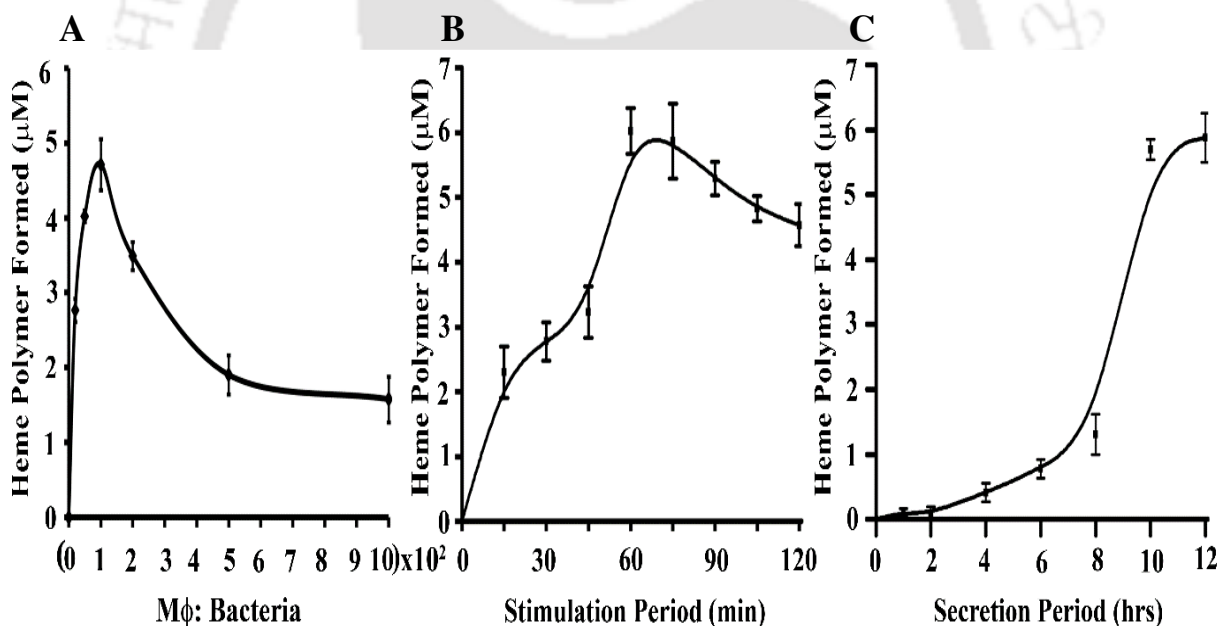 A
B
C
Heme Polymer Formed (μM)
6
5
4
3
2
1
0
(0 1 2 3 4 5 6 7 8 9 10)x10²
Mϕ: Bacteria
Heme Polymer Formed (μM)
7
6
5
4
3
2
1
0
0 30 60 90 120
Stimulation Period (min)
Heme Polymer Formed (μM)
7
6
5
4
3
2
1
0
0 2 4 6 8 10 12
Secretion Period (hrs)